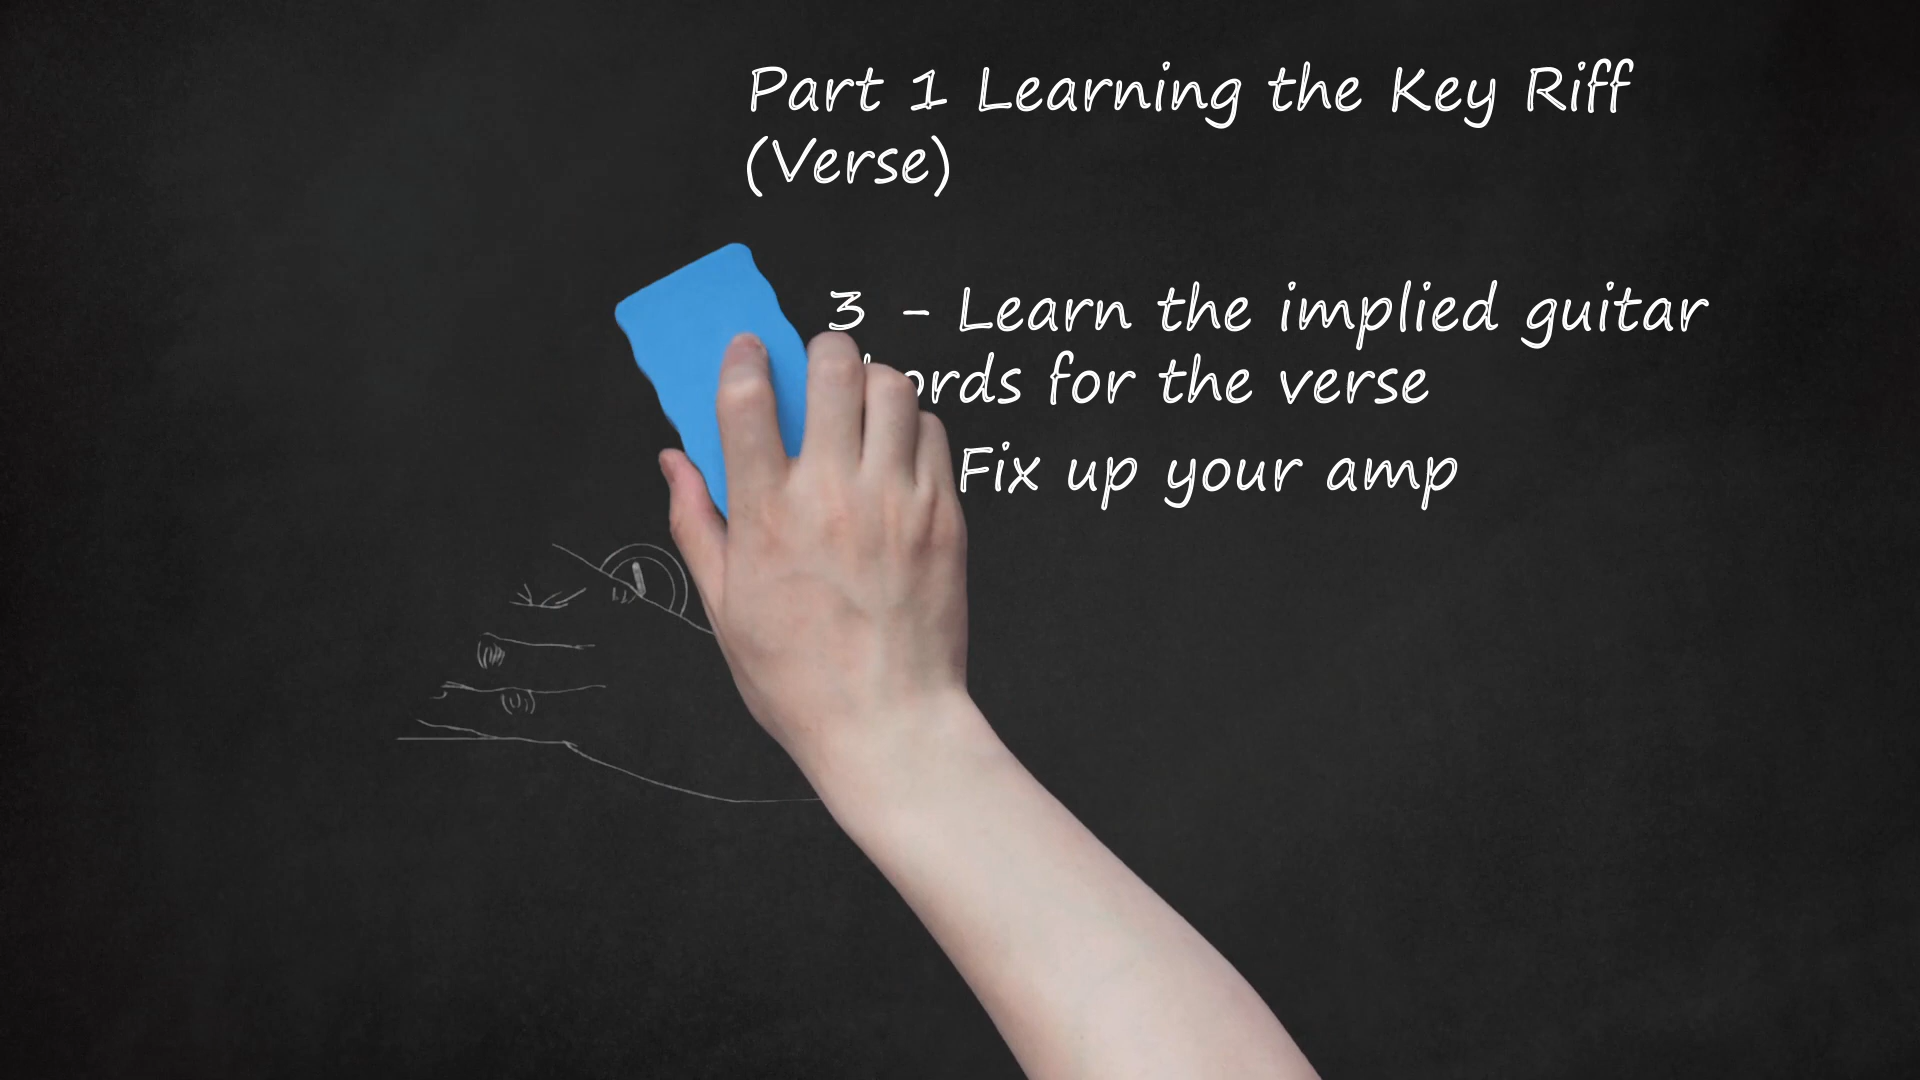 Part 1 Learning the Key Riff
(Verse)
3 - Learn the implied guitar
ords for the verse
Fix up your amp